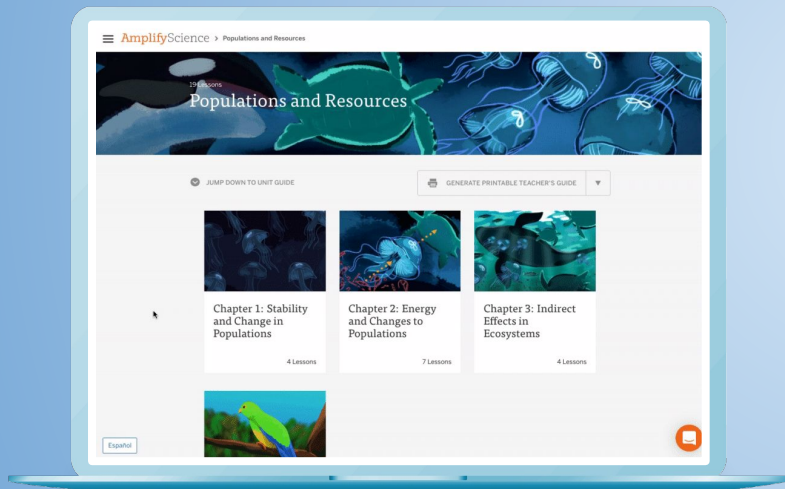 AmplifyScience > Populations and Resources
19 Lessons
Populations and Resources
JUMP DOWN TO UNIT GUIDE
GENERATE PRINTABLE TEACHER'S GUIDE
Chapter 1: Stability
and Change in
Populations
4 Lessons
Chapter 2: Energy
and Changes to
Populations
7 Lessons
Chapter 3: Indirect
Effects in
Ecosystems
4 Lessons
Español